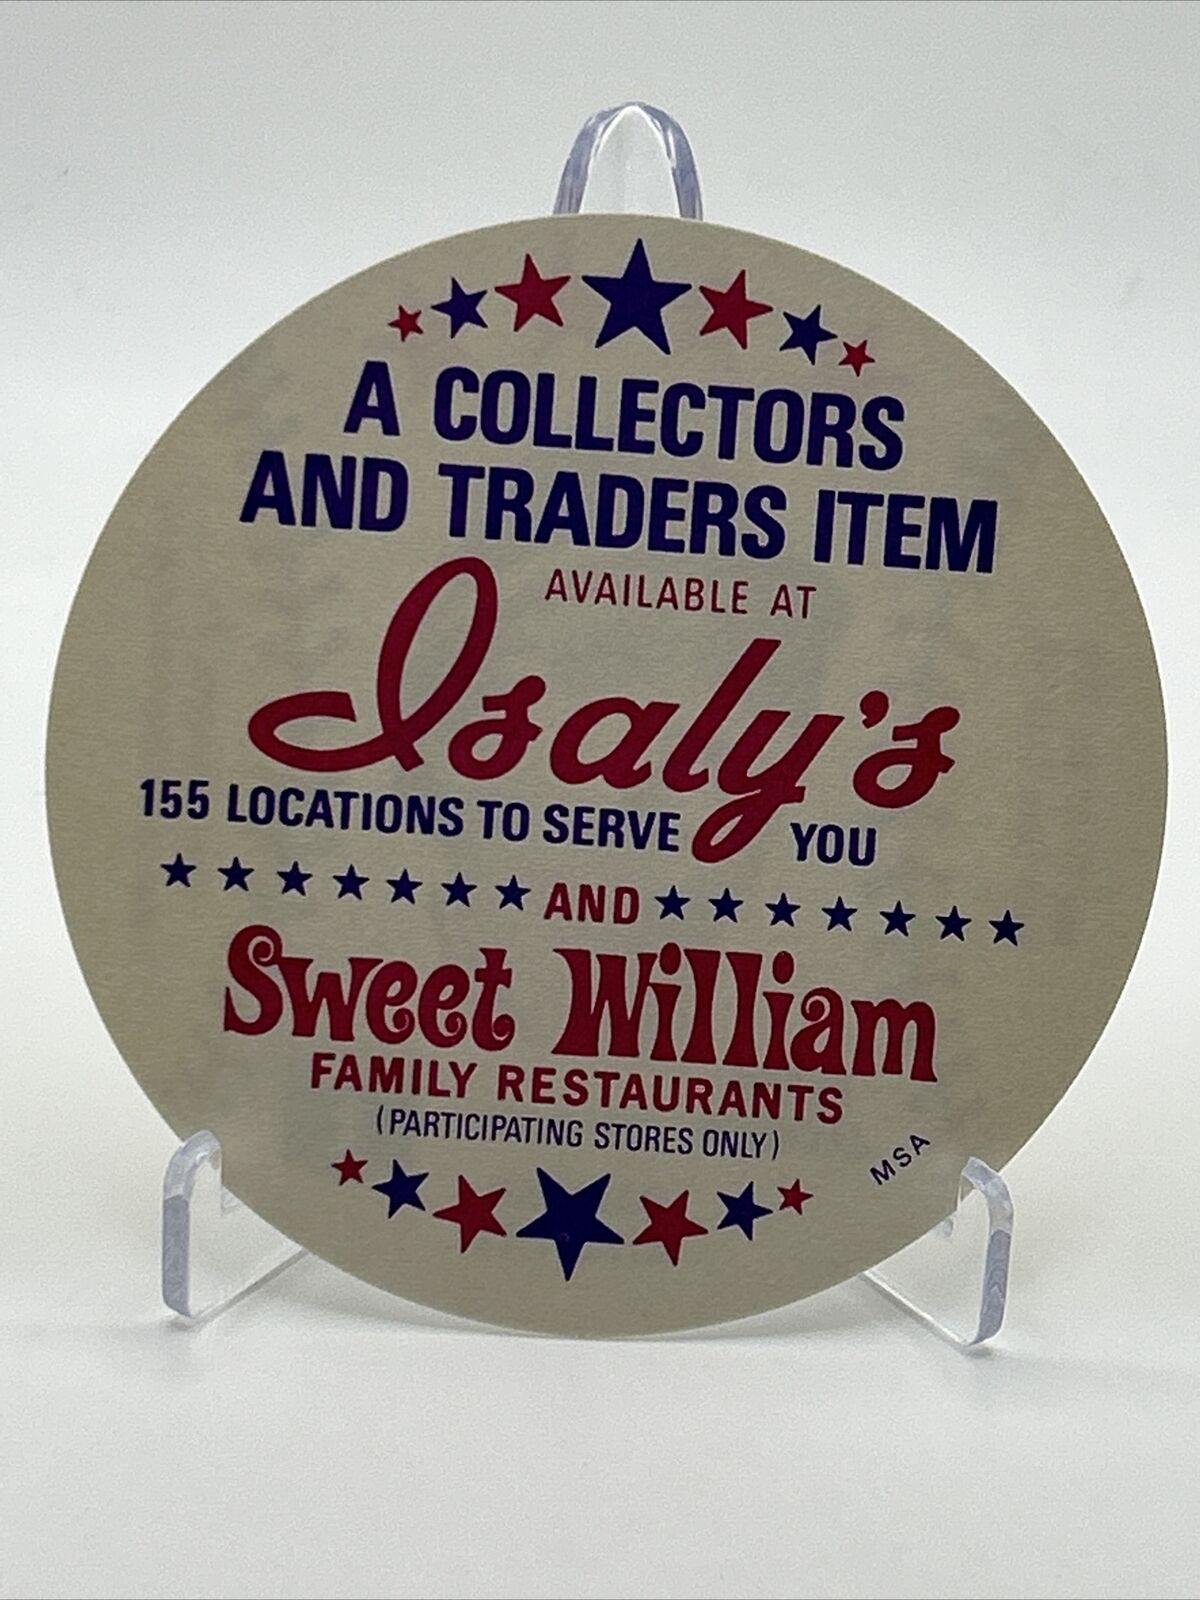 A COLLECTORS
AND TRADERS ITEM
AVAILABLE AT
Isaly's
155 LOCATIONS TO SERVE YOU
AND
Sweet William
FAMILY RESTAURANTS
(PARTICIPATING STORES ONLY)
MSA